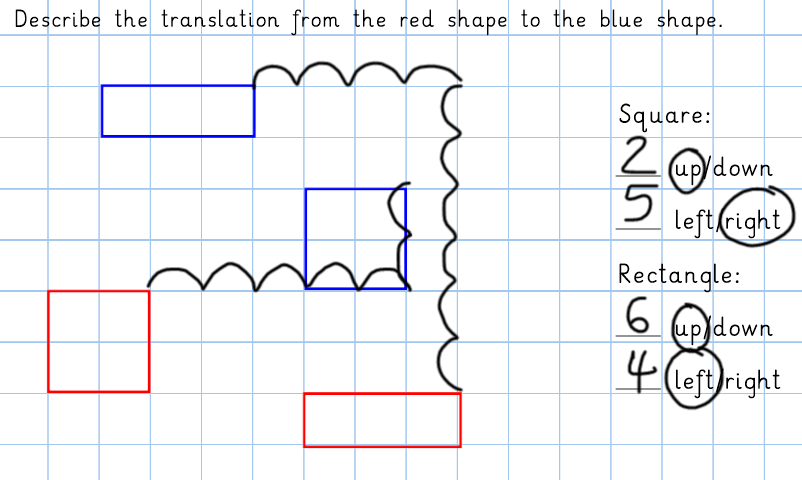 Describe the translation from the red shape to the blue shape.
Square:
2 up/down
5 left/right
Rectangle:
6 up/down
4 left/right